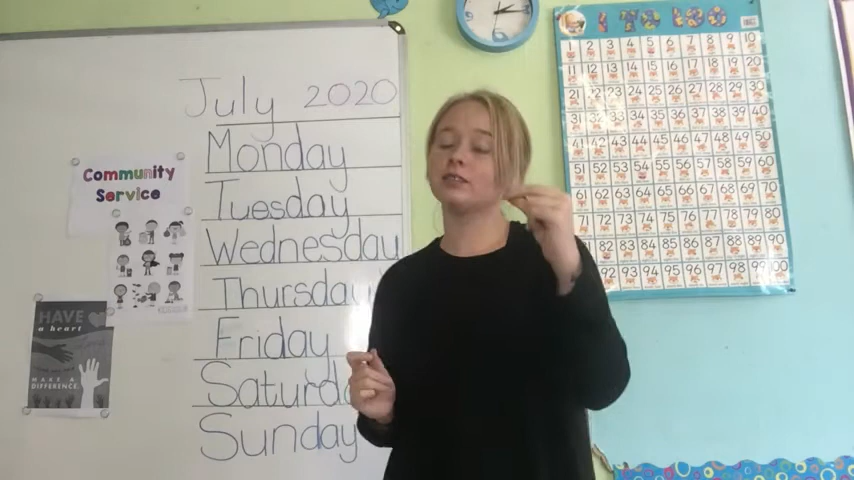 July 2020
Monday
Tuesday
Wednesday
Thursday
Friday
Saturda
Sunday
Community
Service
HAVE
a heart
MAKE A
DIFFERENCE
1 TO 100
1 2 3 4 5 6 7 8 9 10
11 12 13 14 15 16 17 18 19 20
21 22 23 24 25 26 27 28 29 30
31 32 33 34 35 36 37 38 39 40
41 42 43 44 45 46 47 48 49 50
51 52 53 54 55 56 57 58 59 60
61 62 63 64 65 66 67 68 69 70
71 72 73 74 75 76 77 78 79 80
82 83 84 85 86 87 88 89 90
92 93 94 95 96 97 98 99 100